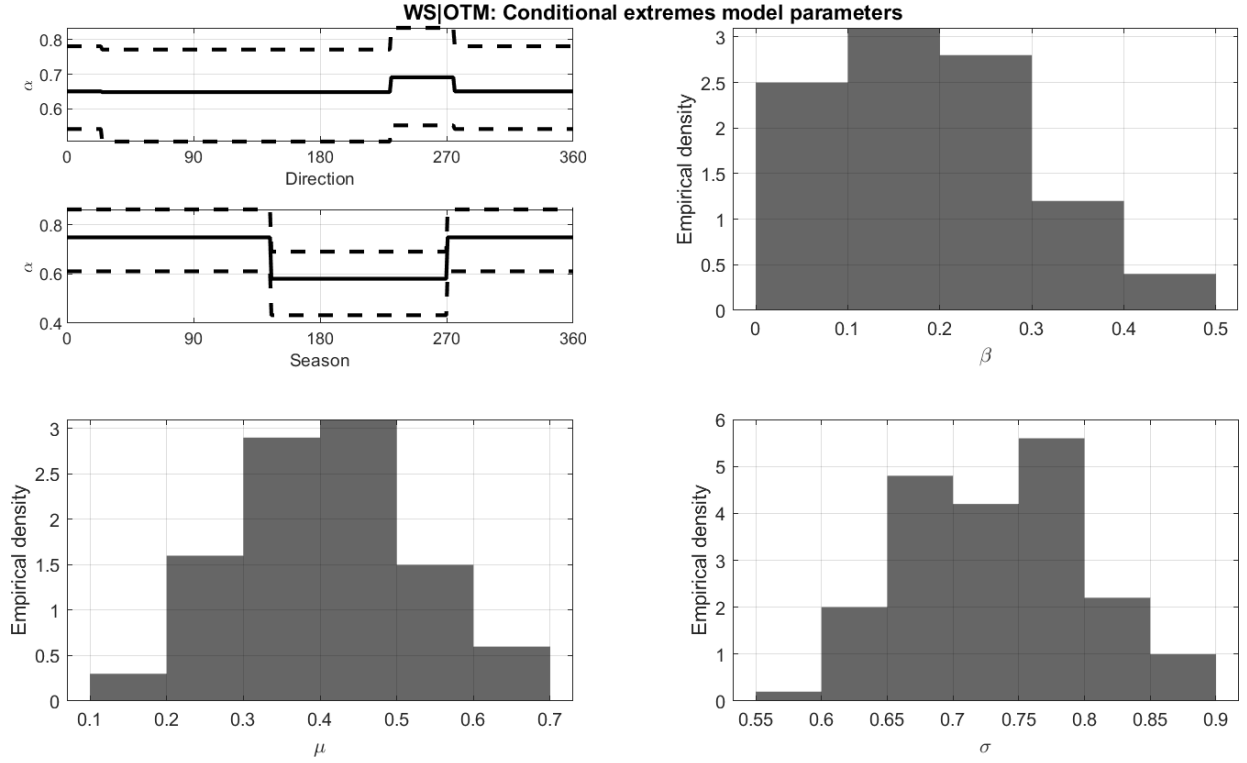 WS|OTM: Conditional extremes model parameters
0.8
0.7
0.6
α
0 90 180 270 360
Direction
0.8
0.6
0.4
α
0 90 180 270 360
Season
3
2.5
2
1.5
1
0.5
0
Empirical density
0 0.1 0.2 0.3 0.4 0.5
β
3
2.5
2
1.5
1
0.5
0
Empirical density
0.1 0.2 0.3 0.4 0.5 0.6 0.7
μ
6
5
4
3
2
1
0
Empirical density
0.55 0.6 0.65 0.7 0.75 0.8 0.85 0.9
σ